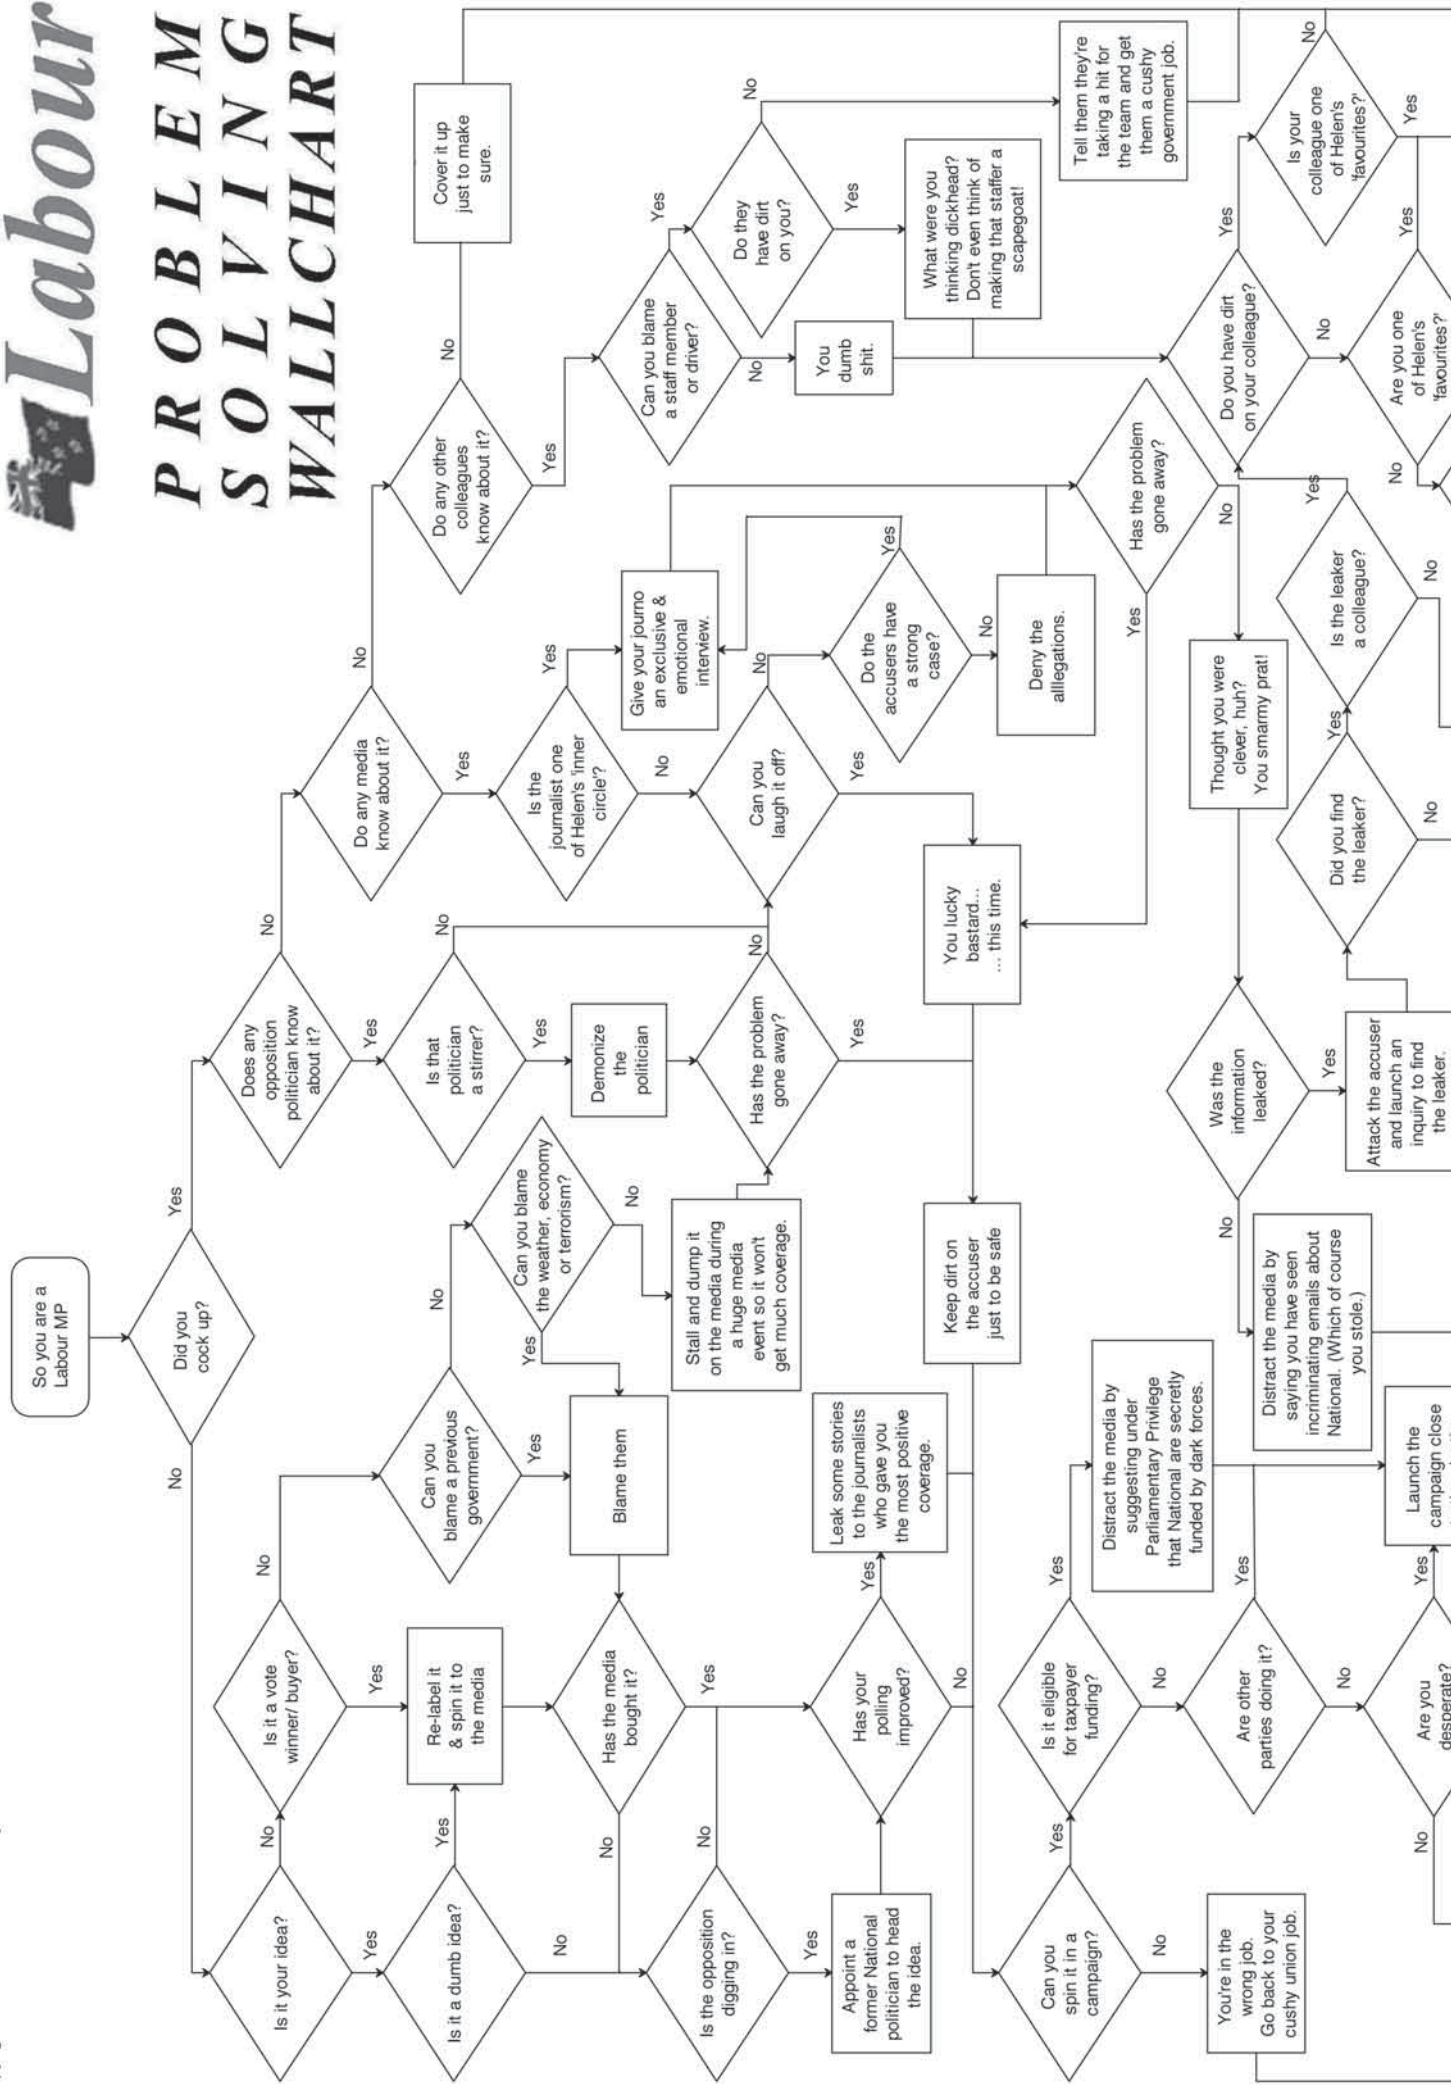 Labour
PROBLEM
SOLVING
WALLCHART
So you are a
Labour MP
Did you
cock up?
No
Yes
Is it your idea?
No
Yes
Is it a vote
winner/ buyer?
No
Yes
Does any
opposition
politician know
about it?
No
Yes
Do any media
know about it?
No
Yes
Do any other
colleagues
know about it?
No
Yes
Cover it up
just to make
sure.
Is it a dumb idea?
Yes
No
Re-label it
& spin it to
the media
Can you
blame a previous
government?
No
Yes
Can you blame
the weather, economy
or terrorism?
Yes
No
Is that
politician
a stirrer?
No
Yes
Is the
journalist one
of Helen's 'inner
circle'?
Yes
No
Has the media
bought it?
No
Yes
Blame them
Demonize
the
politician
Give your journo
an exclusive &
emotional
interview.
Can you blame
a staff member
or driver?
Yes
No
Do they
have dirt
on you?
No
Yes
Is the opposition
digging in?
No
Yes
Stall and dump it
on the media during
a huge media
event so it won't
get much coverage.
Has the problem
gone away?
No
Yes
Can you
laugh it off?
No
Yes
Do the
accusers have
a strong
case?
Yes
No
You
dumb
shit.
What were you
thinking dickhead?
Don't even think of
making that staffer a
scapegoat!
Appoint a
former National
politician to head
the idea.
Has your
polling
improved?
Yes
No
Leak some stories
to the journalists
who gave you
the most positive
coverage.
Keep dirt on
the accuser
just to be safe
You lucky
bastard...
... this time.
Deny the
alllegations.
Has the problem
gone away?
Yes
No
Tell them they're
taking a hit for
the team and get
them a cushy
government job.
Can you
spin it in a
campaign?
Yes
No
Is it eligible
for taxpayer
funding?
Yes
No
Distract the media by
suggesting under
Parliamentary Privilege
that National are secretly
funded by dark forces.
Was the
information
leaked?
No
Yes
Thought you were
clever, huh?
You smarmy prat!
Do you have dirt
on your colleague?
Yes
No
Is your
colleague one
of Helen's
'favourites?'
No
Yes
You're in the
wrong job.
Go back to your
cushy union job.
Are other
parties doing it?
Yes
No
Distract the media by
saying you have seen
incriminating emails about
National. (Which of course
you stole.)
Did you find
the leaker?
Yes
No
Is the leaker
a colleague?
Yes
No
Are you
desperate?
No
Yes
Launch the
campaign close
Attack the accuser
and launch an
inquiry to find
the leaker.
Are you one
of Helen's
'favourites?'
No
Yes